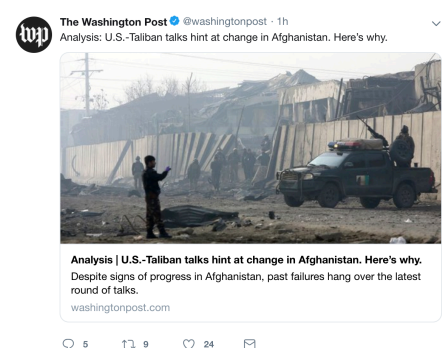 The Washington Post @washingtonpost · 1h
Analysis: U.S.-Taliban talks hint at change in Afghanistan. Here's why.
Analysis | U.S.-Taliban talks hint at change in Afghanistan. Here's why.
Despite signs of progress in Afghanistan, past failures hang over the latest
round of talks.
washingtonpost.com
5 9 24